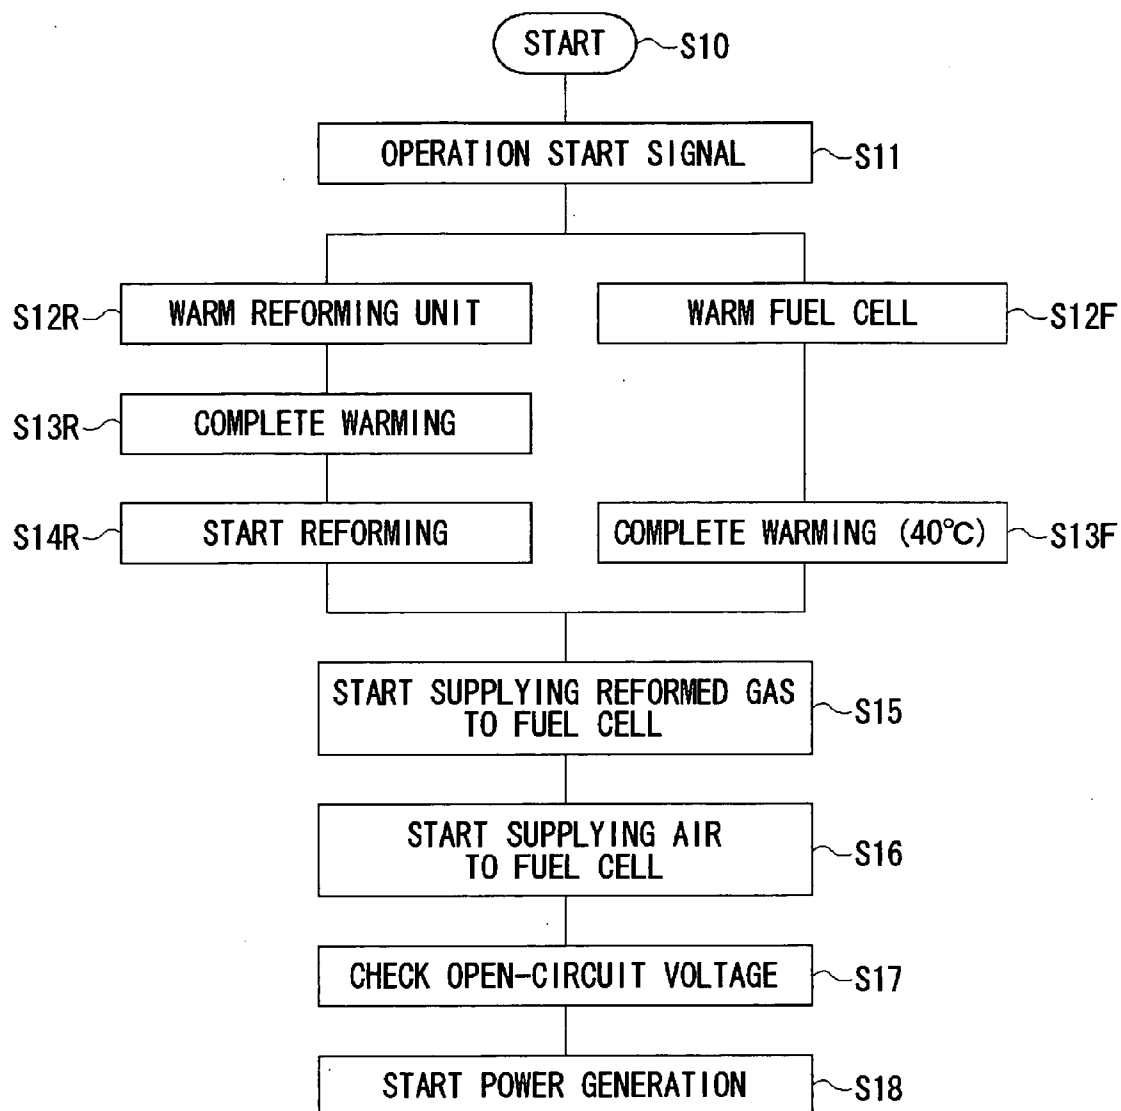 START
S10
OPERATION START SIGNAL
S11
S12R
WARM REFORMING UNIT
WARM FUEL CELL
S12F
S13R
COMPLETE WARMING
S14R
START REFORMING
COMPLETE WARMING (40°C)
S13F
START SUPPLYING REFORMED GAS
TO FUEL CELL
S15
START SUPPLYING AIR
TO FUEL CELL
S16
CHECK OPEN-CIRCUIT VOLTAGE
S17
START POWER GENERATION
S18